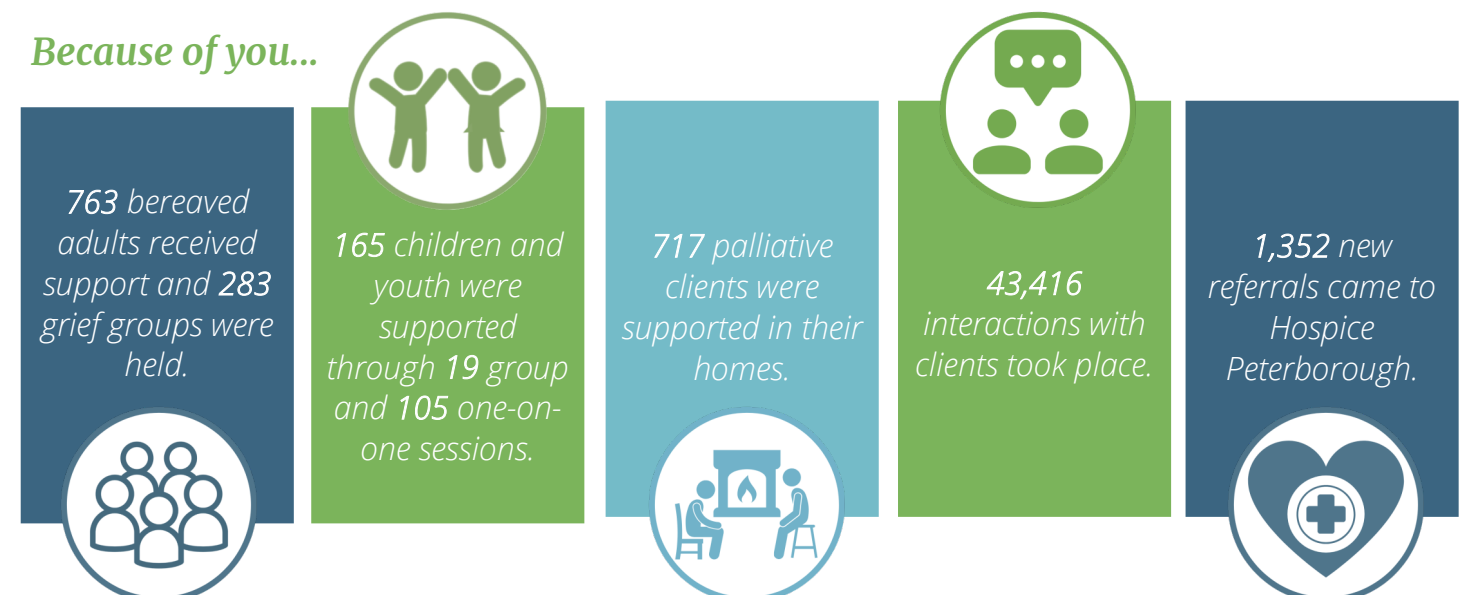 Because of you...
763 bereaved
adults received
support and 283
grief groups were
held.
165 children and
youth were
supported
through 19 group
and 105 one-on-
one sessions.
717 palliative
clients were
supported in their
homes.
43,416
interactions with
clients took place.
1,352 new
referrals came to
Hospice
Peterborough.